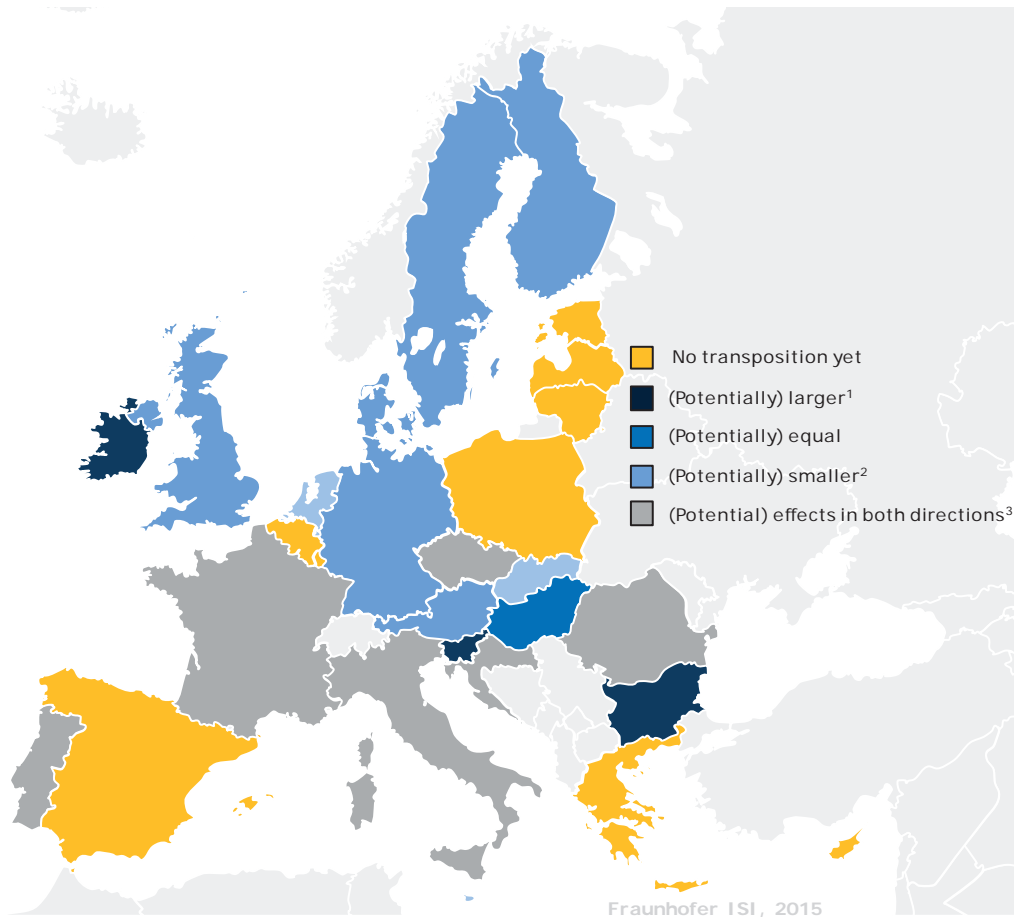 No transposition yet
(Potentially) larger¹
(Potentially) equal
(Potentially) smaller²
(Potential) effects in both directions³
Fraunhofer ISI, 2015